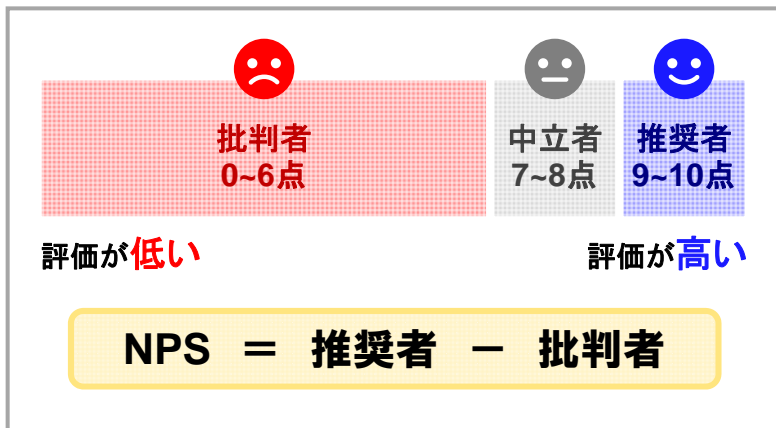 批判者
0~6点
中立者
7~8点
推奨者
9~10点
評価が低い
評価が高い
NPS ＝ 推奨者 － 批判者